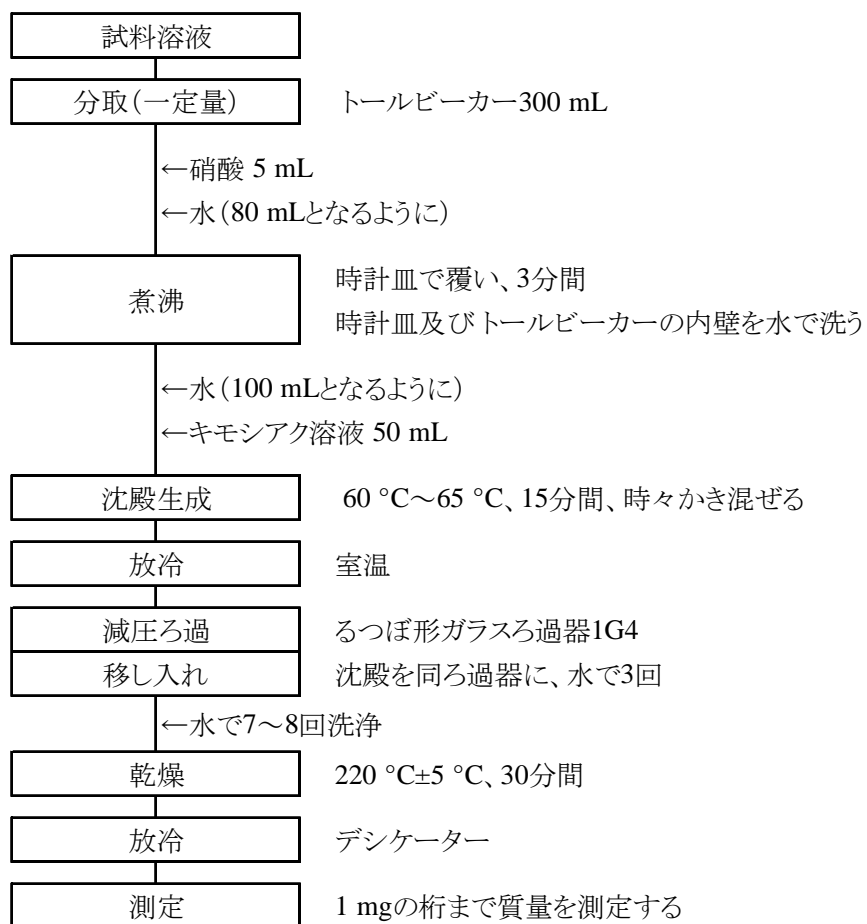 試料溶液
分取（一定量） トールビーカー300 mL
←硝酸 5 mL
←水（80 mLとなるように）
煮沸
時計皿で覆い、3分間
時計皿及びトールビーカーの内壁を水で洗う
←水（100 mLとなるように）
←キモシアク溶液 50 mL
沈殿生成 60 °C～65 °C、15分間、時々かき混ぜる
放冷 室温
減圧ろ過 るつぼ形ガラスろ過器1G4
移し入れ 沈殿を同ろ過器に、水で3回
←水で7～8回洗浄
乾燥 220 °C±5 °C、30分間
放冷 デシケーター
測定 1 mgの桁まで質量を測定する